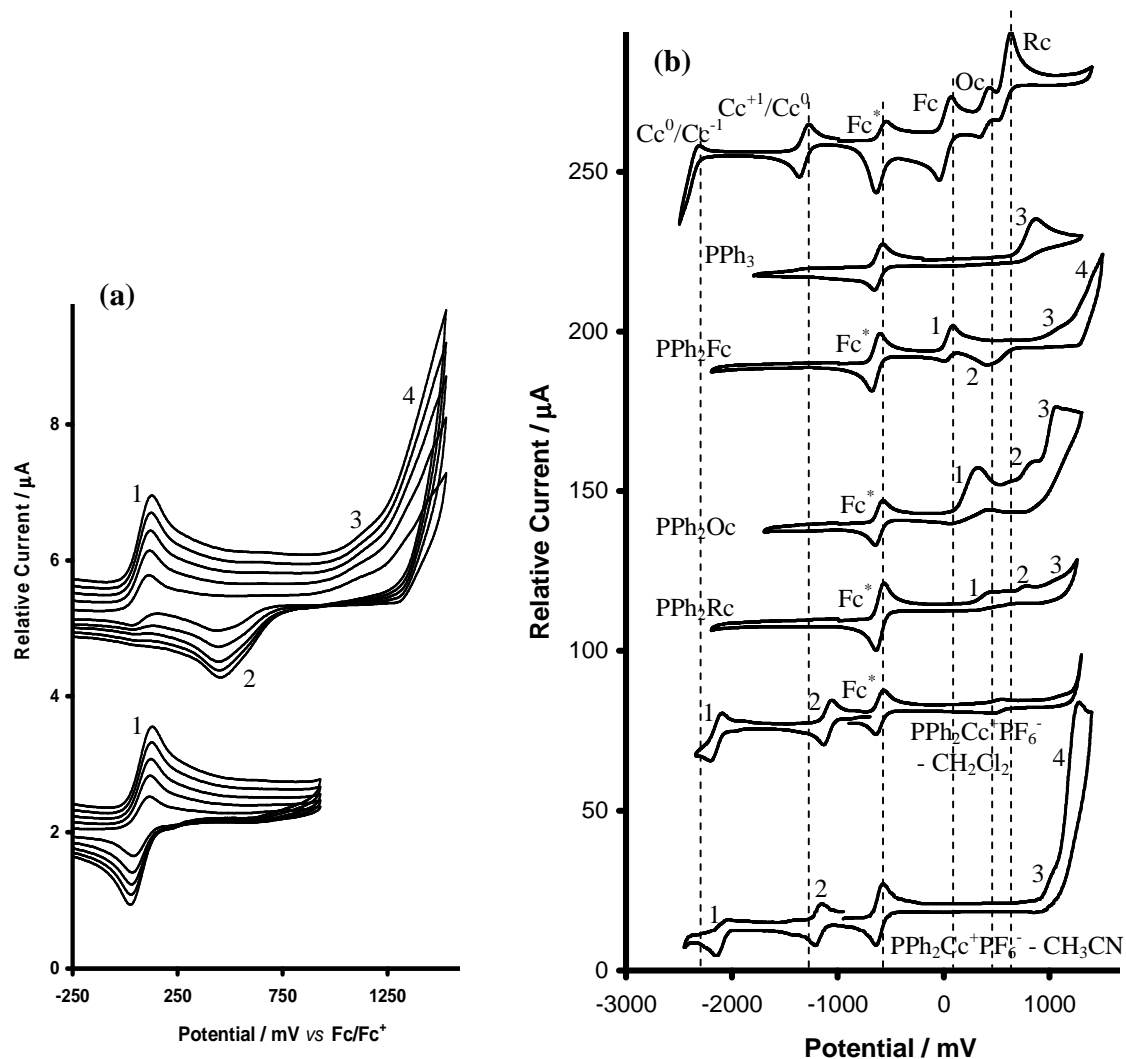 (a)
8
6
4
2
0
Relative Current / μA
1
2
3
4
1
-250
250
750
1250
Potential / mV vs Fc/Fc+
(b)
250
200
150
100
50
0
Relative Current / μA
Cc0/Cc-1
Cc+1/Cc0
Fc*
Fc
Oc
Rc
PPh3
3
PPh2Fc
Fc*
1
2
3
4
PPh2Oc
Fc*
1
2
3
PPh2Rc
Fc*
1
2
3
1
2
Fc*
PPh2Cc+PF6-
- CH2Cl2
1
2
3
4
PPh2Cc+PF6- - CH3CN
-3000
-2000
-1000
0
1000
Potential / mV